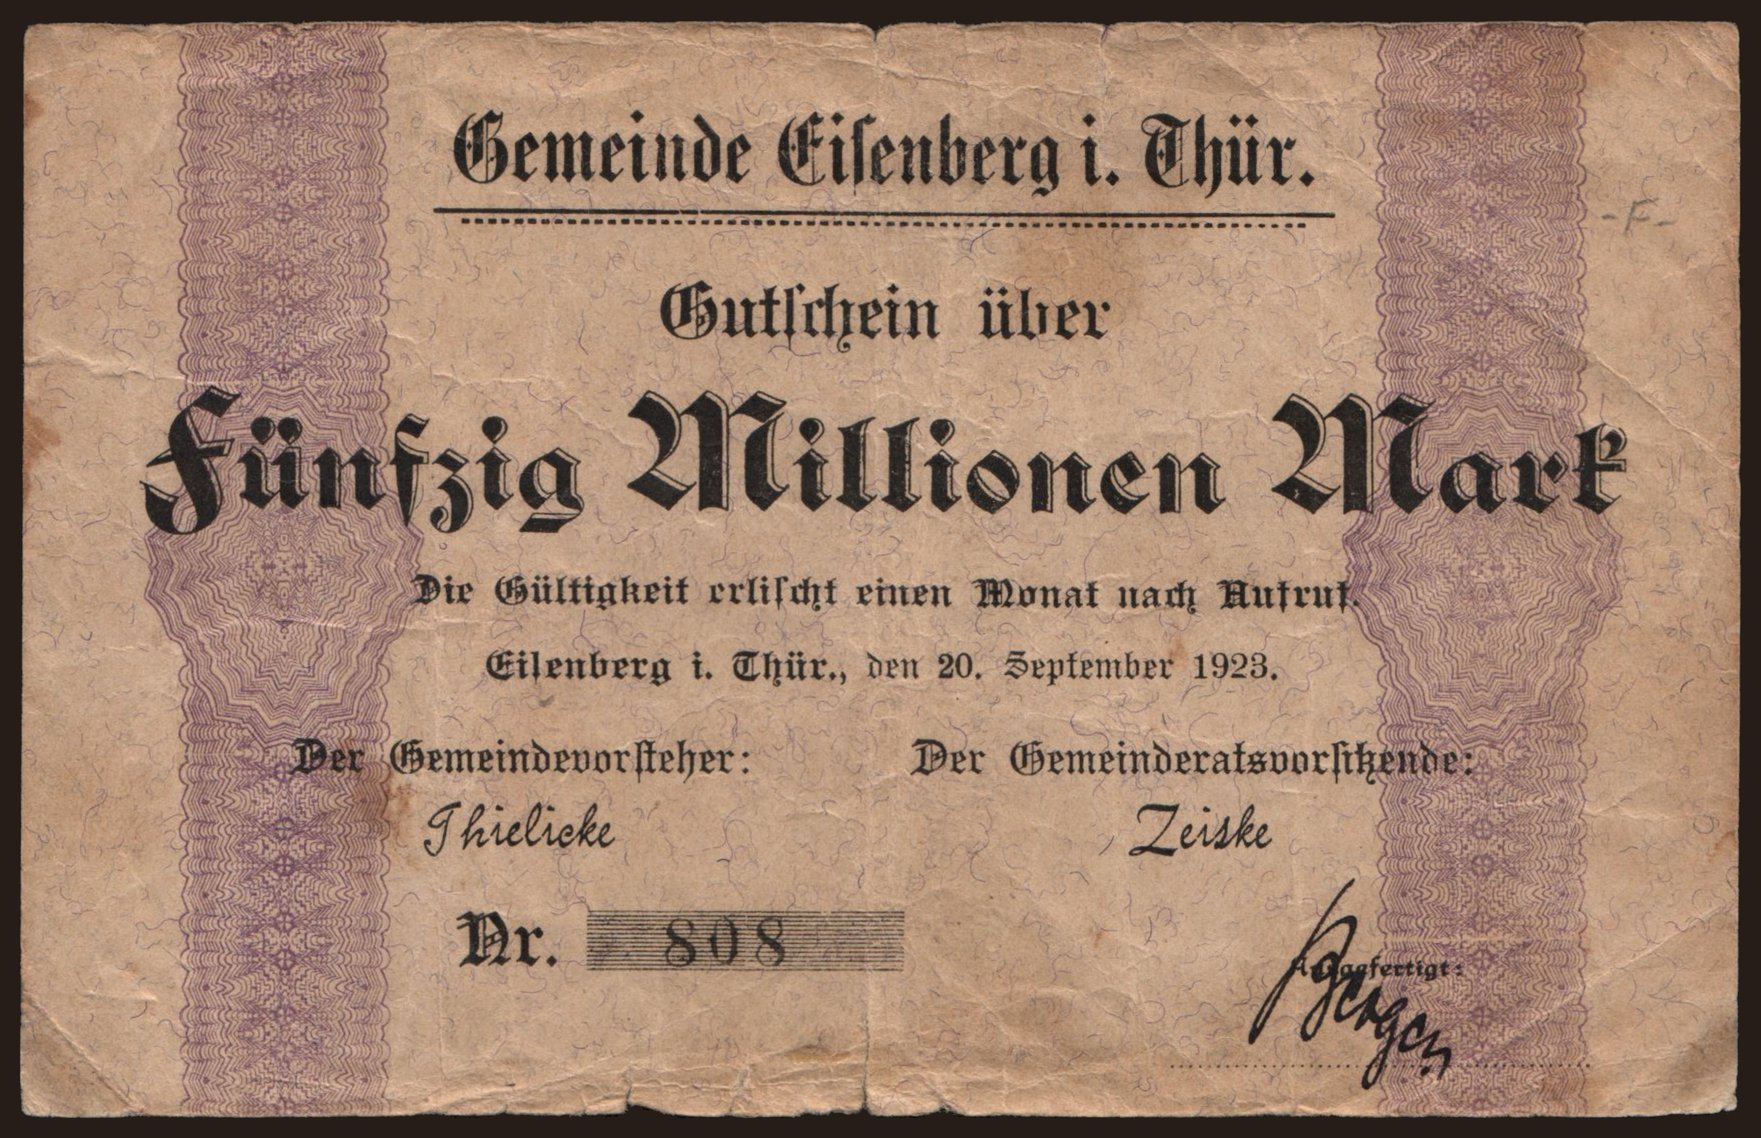 Gemeinde Eiſenberg i. Thür.
-F-
Gutſchein über
Fünfzig Millionen Mark
Die Gültigkeit erliſcht einen Monat nach Aufruf.
Eiſenberg i. Thür., den 20. September 1923.
Der Gemeindevorſteher: Der Gemeinderatsvorſitzende:
Thielicke Zeiske
Nr. 808
Ausgefertigt: